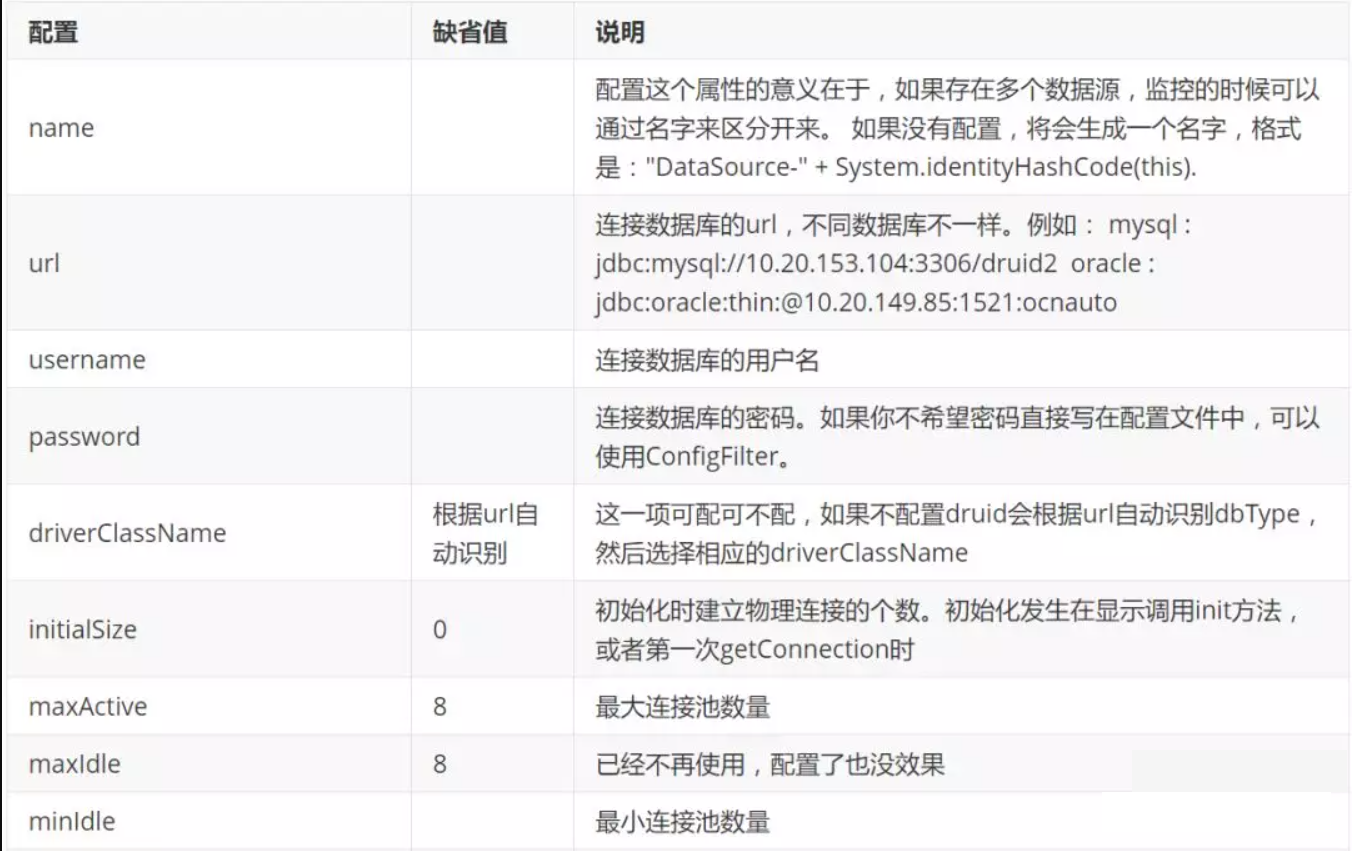 配置 缺省值 说明
配置这个属性的意义在于，如果存在多个数据源，监控的时候可以
name 通过名字来区分开来。 如果没有配置，将会生成一个名字，格式
是："DataSource-" + System.identityHashCode(this).
连接数据库的url，不同数据库不一样。例如： mysql :
url jdbc:mysql://10.20.153.104:3306/druid2 oracle :
jdbc:oracle:thin:@10.20.149.85:1521:ocnauto
username 连接数据库的用户名
连接数据库的密码。如果你不希望密码直接写在配置文件中，可以
password
使用ConfigFilter。
根据url自 这一项可配可不配，如果不配置druid会根据url自动识别dbType，
driverClassName
动识别 然后选择相应的driverClassName
初始化时建立物理连接的个数。初始化发生在显示调用init方法，
initialSize 0
或者第一次getConnection时
maxActive 8 最大连接池数量
maxIdle 8 已经不再使用，配置了也没效果
minIdle 最小连接池数量